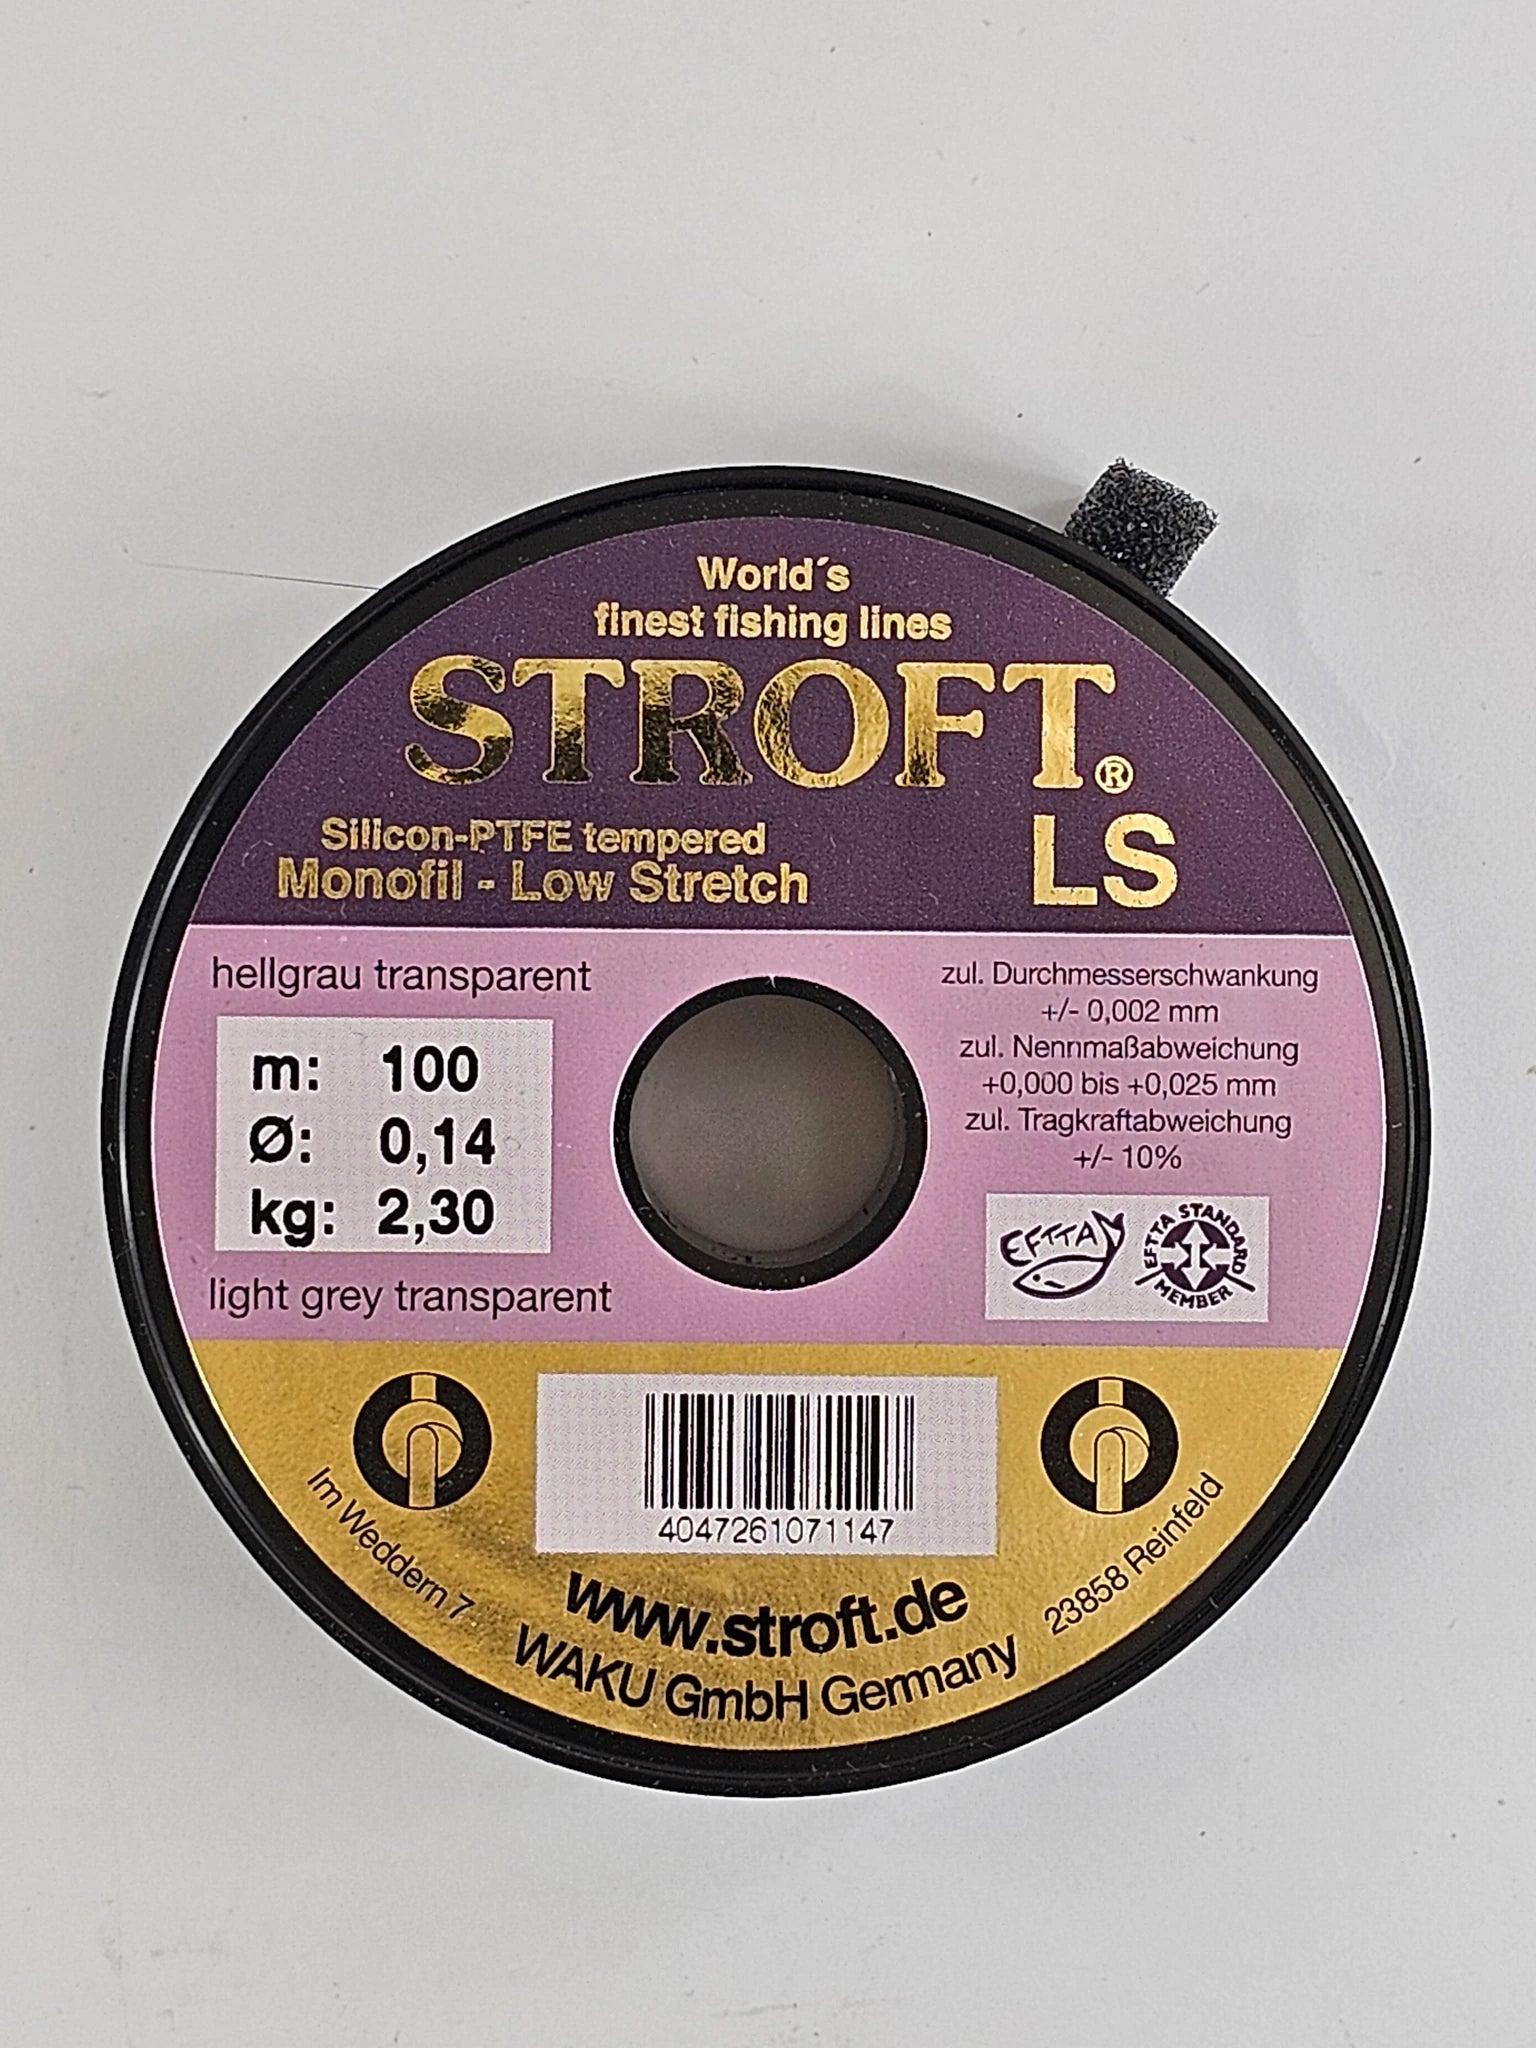 World´s
finest fishing lines
STROFT®
LS
Silicon-PTFE tempered
Monofil - Low Stretch
hellgrau transparent
m: 100
Ø: 0,14
kg: 2,30
light grey transparent
zul. Durchmesserschwankung
+/- 0,002 mm
zul. Nennmaßabweichung
+0,000 bis +0,025 mm
zul. Tragkraftabweichung
+/- 10%
EFTTA
EFTTA STANDARD
MEMBER
4047261071147
Im Weddern 7
www.stroft.de
WAKU GmbH Germany
23858 Reinfeld